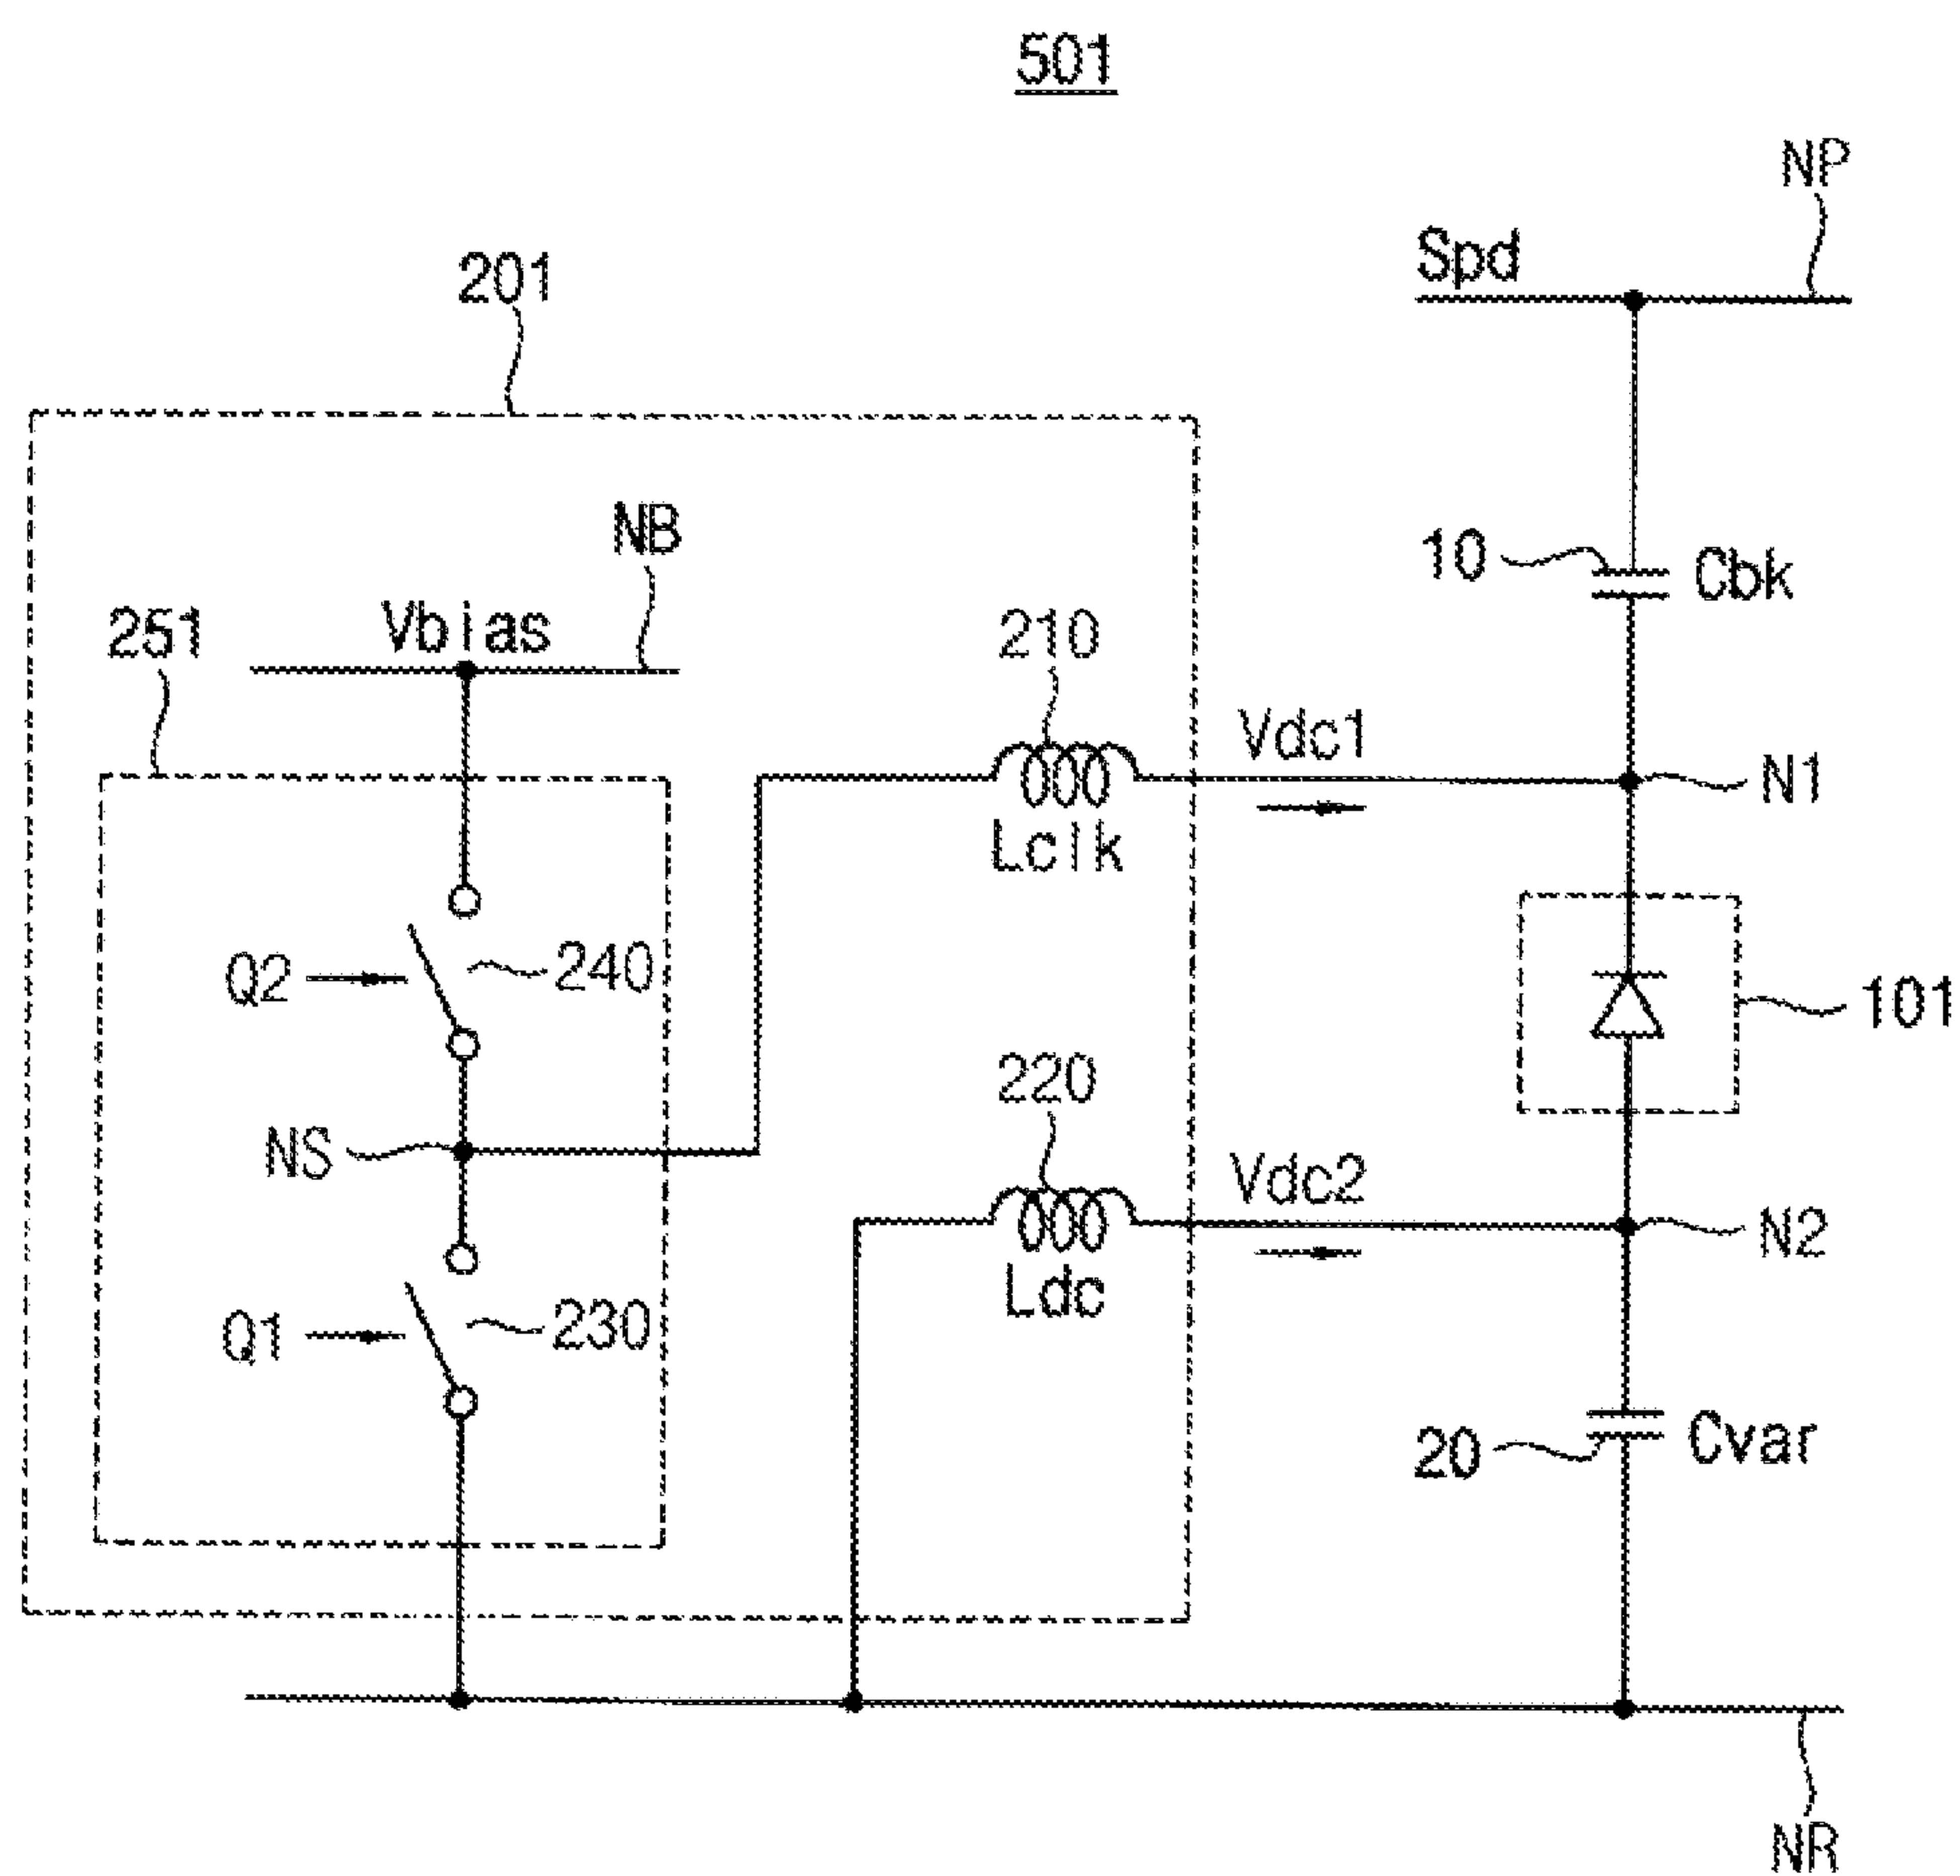 501
NP
Spd
201
NB
10
Cbk
251
Vbias
210
Vdc1
N1
Lclk
Q2
240
101
220
NS
Vdc2
N2
Ldc
Q1
230
20
Cvar
NR